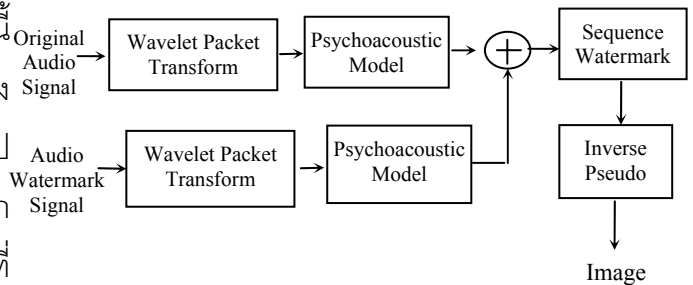 Original
Audio
Signal
Wavelet Packet
Transform
Psychoacoustic
Model
Sequence
Watermark
Audio
Watermark
Signal
Wavelet Packet
Transform
Psychoacoustic
Model
Inverse
Pseudo
Image